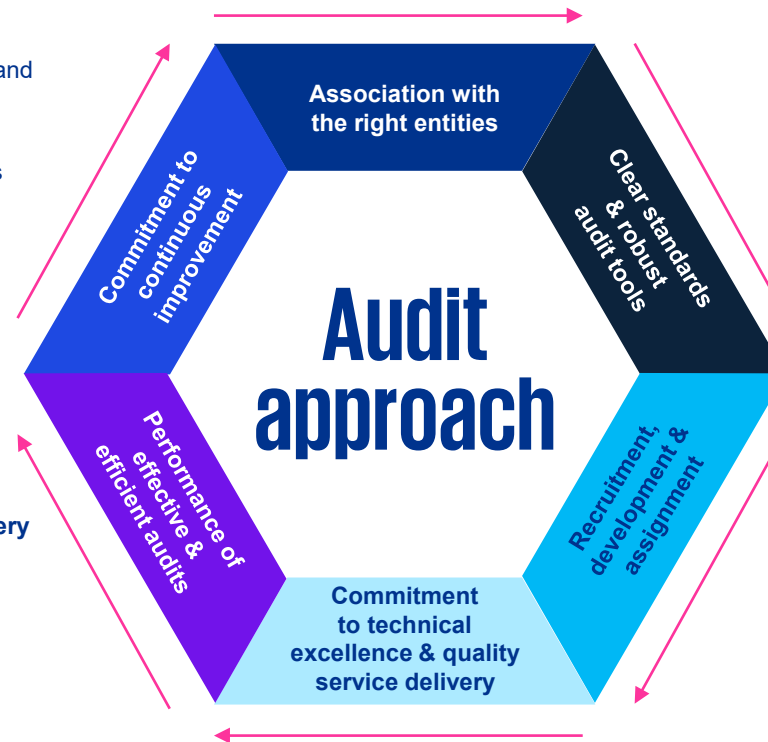 and
s
ery
Association with
the right entities
Clear standards
& robust
audit tools
Recruitment,
development &
assignment
Commitment
to technical
excellence & quality
service delivery
Performance of
effective &
efficient audits
Commitment to
continuous
improvement
Audit
approach